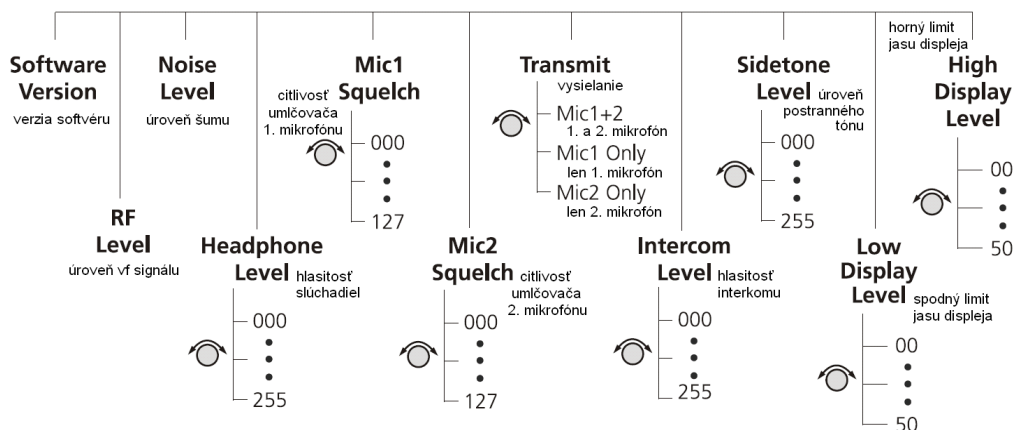 Software
Version
verzia softvéru
RF
Level
úroveň vf signálu
Noise
Level
úroveň šumu
Headphone
Level
hlasitosť
slúchadiel
000
255
Mic1
Squelch
citlivosť
umlčovača
1. mikrofónu
000
127
Mic2
Squelch
citlivosť
umlčovača
2. mikrofónu
000
127
Transmit
vysielanie
Mic1+2
1. a 2. mikrofón
Mic1 Only
len 1. mikrofón
Mic2 Only
len 2. mikrofón
Intercom
Level
hlasitosť
interkomu
000
255
Sidetone
Level
úroveň
postranného
tónu
000
255
Low
Display
Level
spodný limit
jasu displeja
00
50
horný limit
jasu displeja
High
Display
Level
00
50